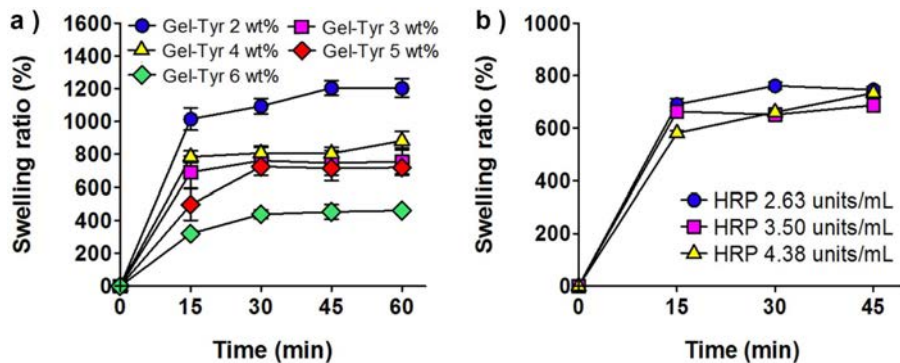 a )
Gel-Tyr 2 wt% Gel-Tyr 3 wt%
Gel-Tyr 4 wt% Gel-Tyr 5 wt%
Gel-Tyr 6 wt%
Swelling ratio (%)
1600
1400
1200
1000
800
600
400
200
0
0 15 30 45 60
Time (min)
b )
Swelling ratio (%)
1000
800
600
400
200
0
HRP 2.63 units/mL
HRP 3.50 units/mL
HRP 4.38 units/mL
0 15 30 45
Time (min)